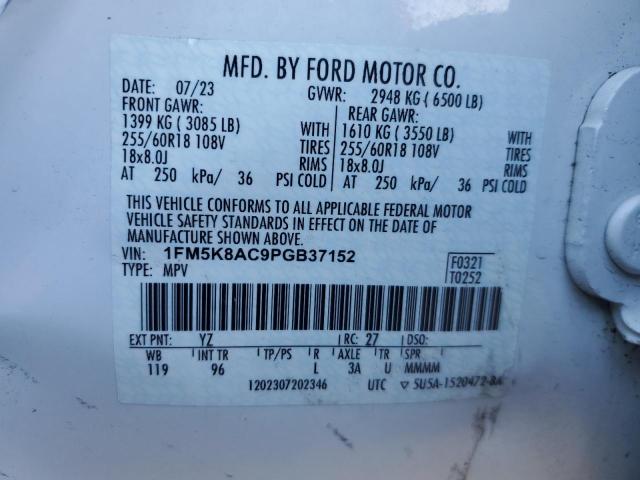 MFD. BY FORD MOTOR CO.
DATE: 07/23 GVWR: 2948 KG ( 6500 LB)
FRONT GAWR: REAR GAWR:
1399 KG ( 3085 LB) WITH 1610 KG ( 3550 LB) WITH
255/60R18 108V TIRES 255/60R18 108V TIRES
18x8.0J RIMS 18x8.0J RIMS
AT 250 kPa/ 36 PSI COLD AT 250 kPa/ 36 PSI COLD
THIS VEHICLE CONFORMS TO ALL APPLICABLE FEDERAL MOTOR
VEHICLE SAFETY STANDARDS IN EFFECT ON THE DATE OF
MANUFACTURE SHOWN ABOVE.
VIN: 1FM5K8AC9PGB37152 F0321
TYPE: MPV T0252
EXT PNT: YZ RC: 27 DSO:
WB INT TR TP/PS R AXLE TR SPR
119 96 L 3A U MMMM
1202307202346 UTC ▽ 5U5A-1520472-BA